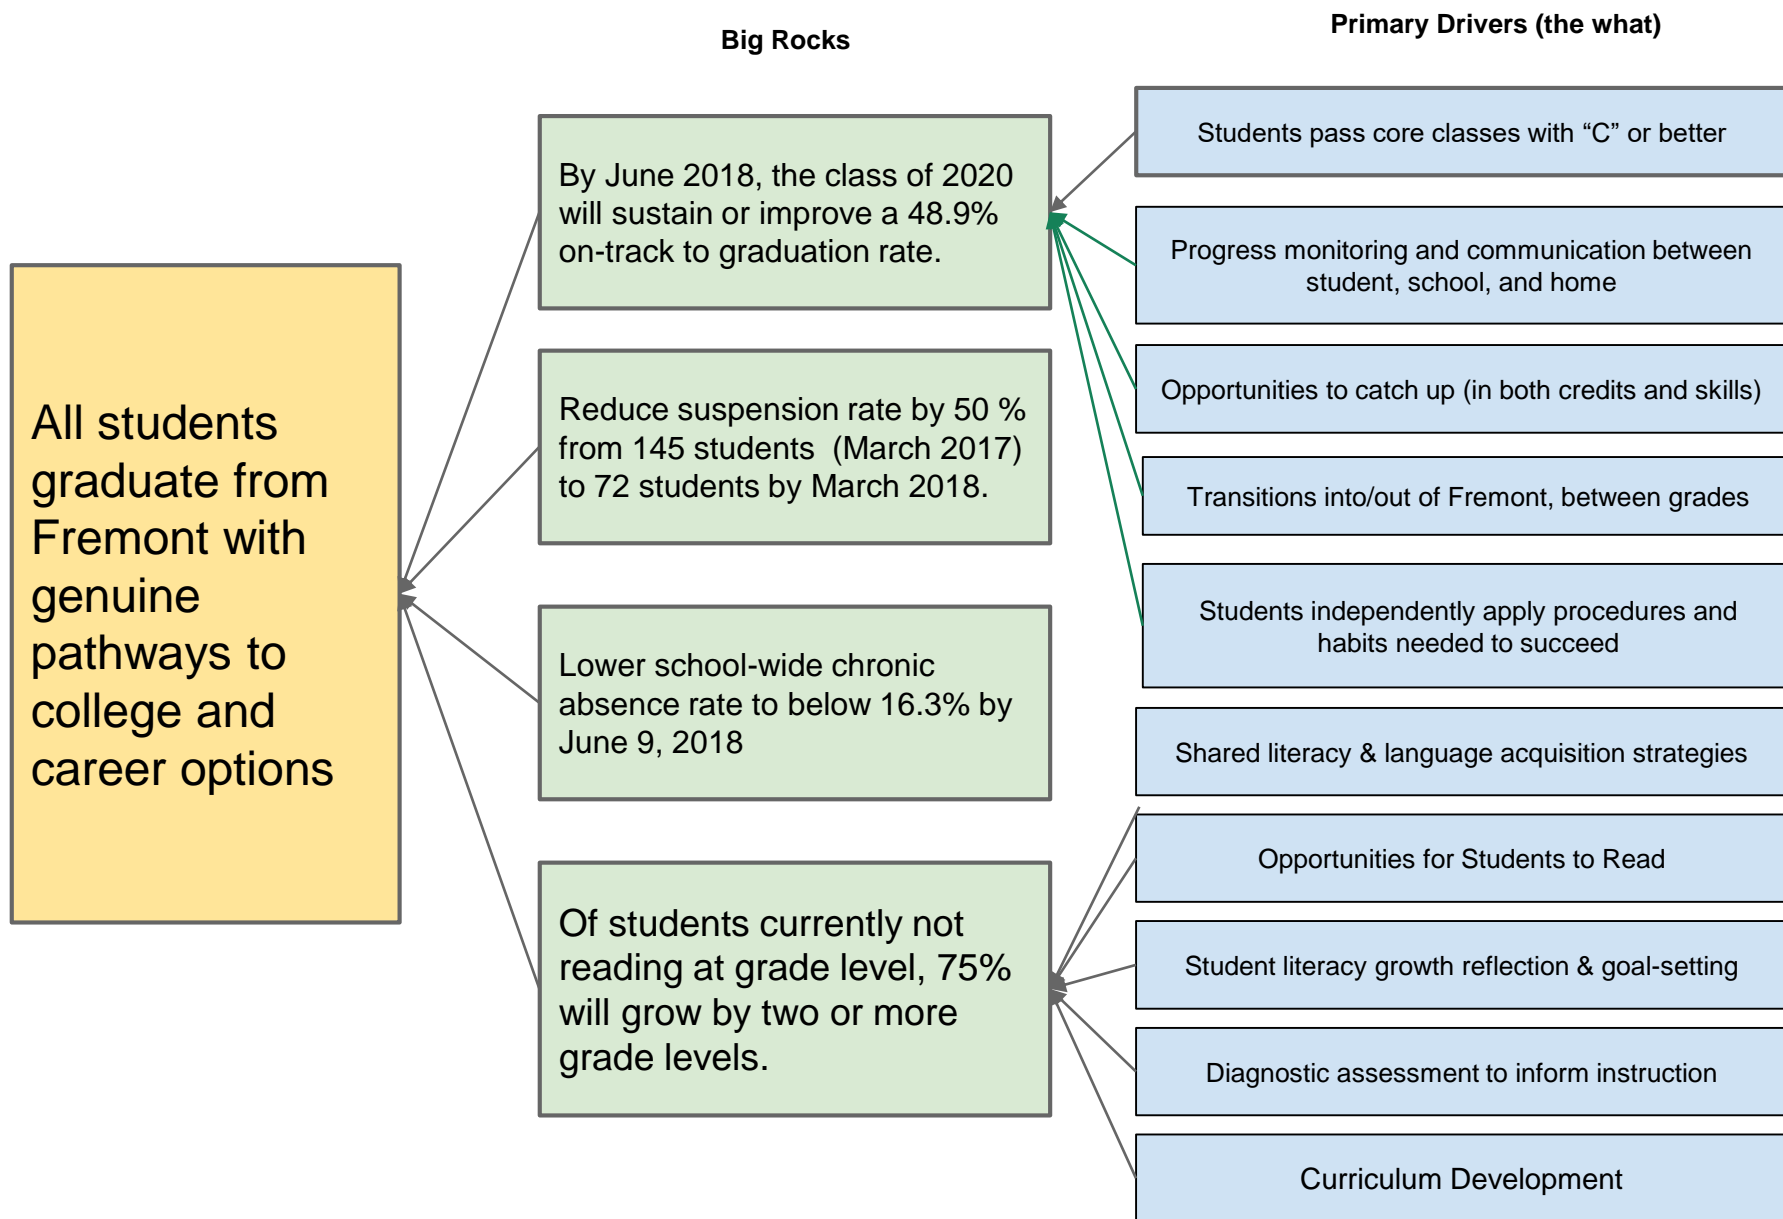 Big Rocks
Primary Drivers (the what)
All students
graduate from
Fremont with
genuine
pathways to
college and
career options
By June 2018, the class of 2020
will sustain or improve a 48.9%
on-track to graduation rate.
Reduce suspension rate by 50 %
from 145 students  (March 2017)
to 72 students by March 2018.
Lower school-wide chronic
absence rate to below 16.3% by
June 9, 2018
Of students currently not
reading at grade level, 75%
will grow by two or more
grade levels.
Students pass core classes with “C” or better
Progress monitoring and communication between
student, school, and home
Opportunities to catch up (in both credits and skills)
Transitions into/out of Fremont, between grades
Students independently apply procedures and
habits needed to succeed
Shared literacy & language acquisition strategies
Opportunities for Students to Read
Student literacy growth reflection & goal-setting
Diagnostic assessment to inform instruction
Curriculum Development